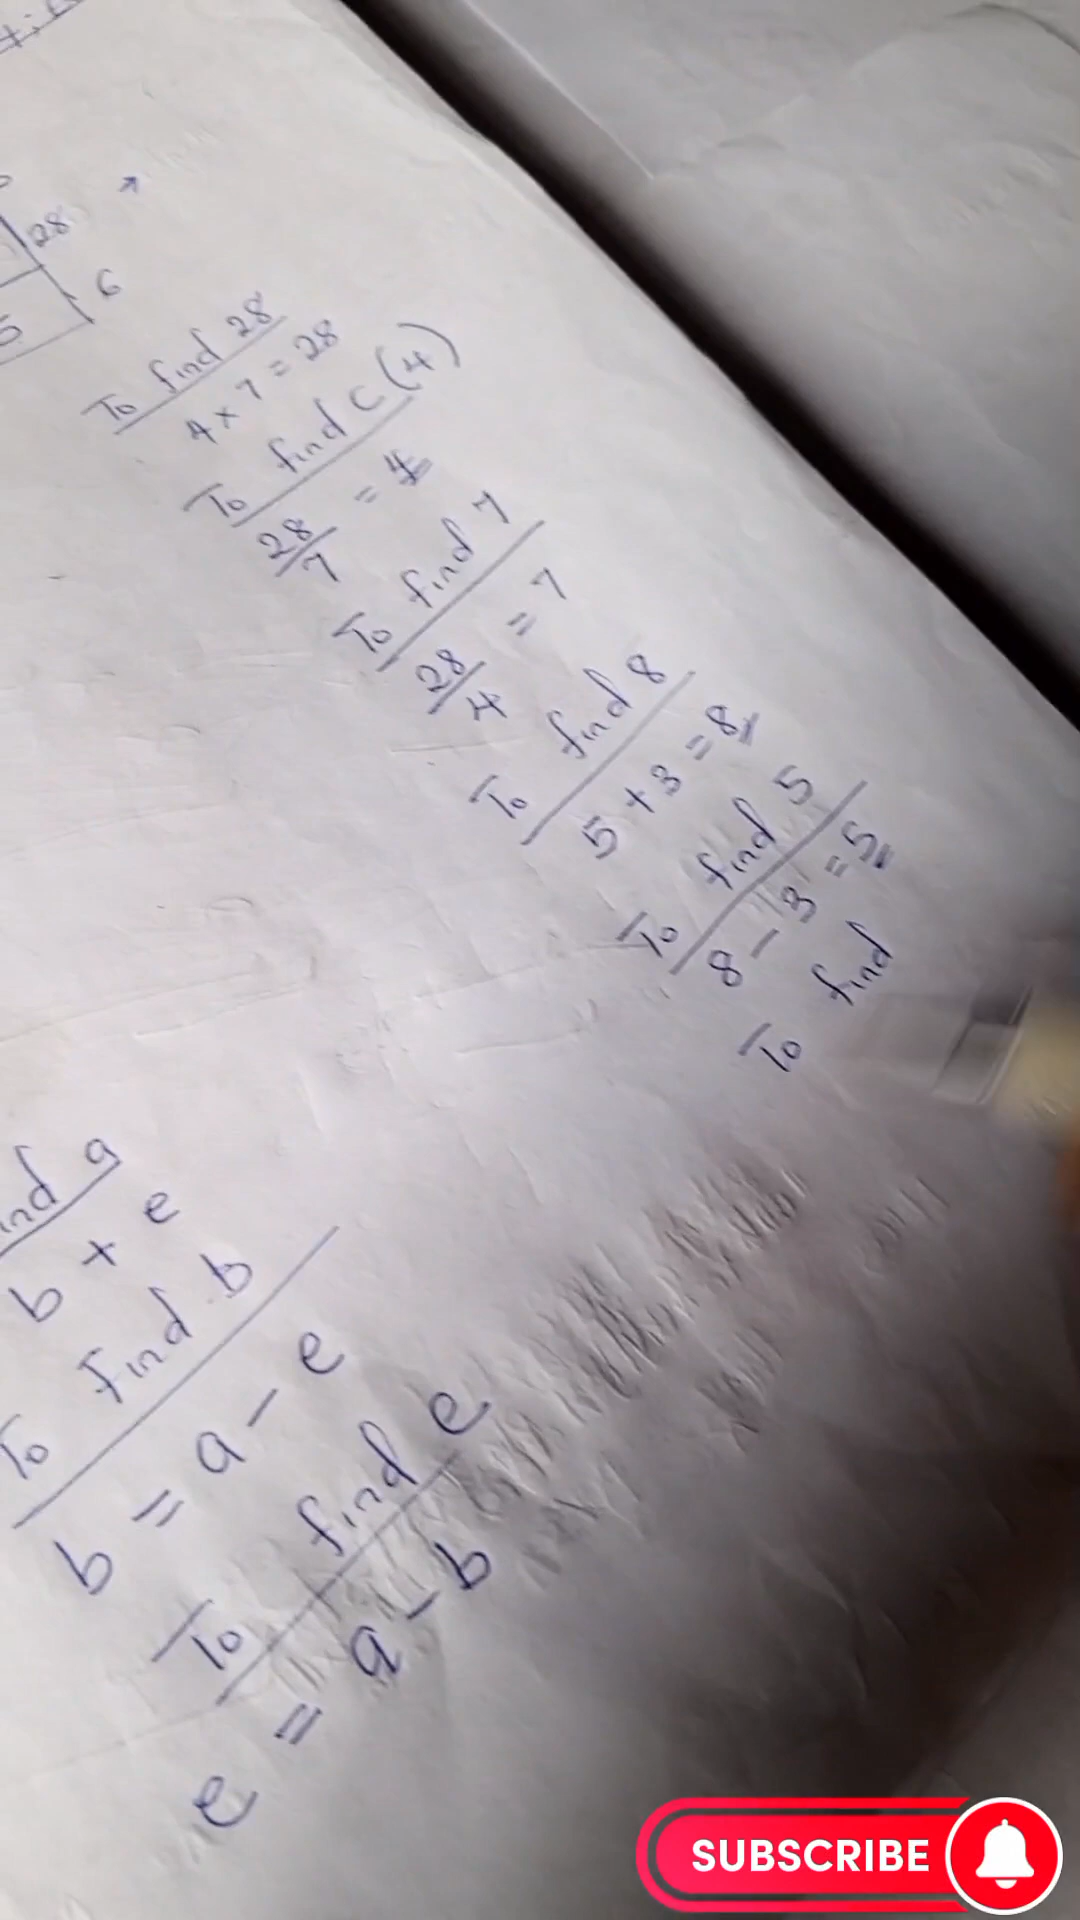 28
6
5
To find 28
4 x 7 = 28
To find C (4)
28/7 = 4
To find 7
28/4 = 7
To find 8
5 + 3 = 8
To find 5
8 - 3 = 5
To find
a
b + e
To Find b
b = a - e
To find e
e = a - b
SUBSCRIBE